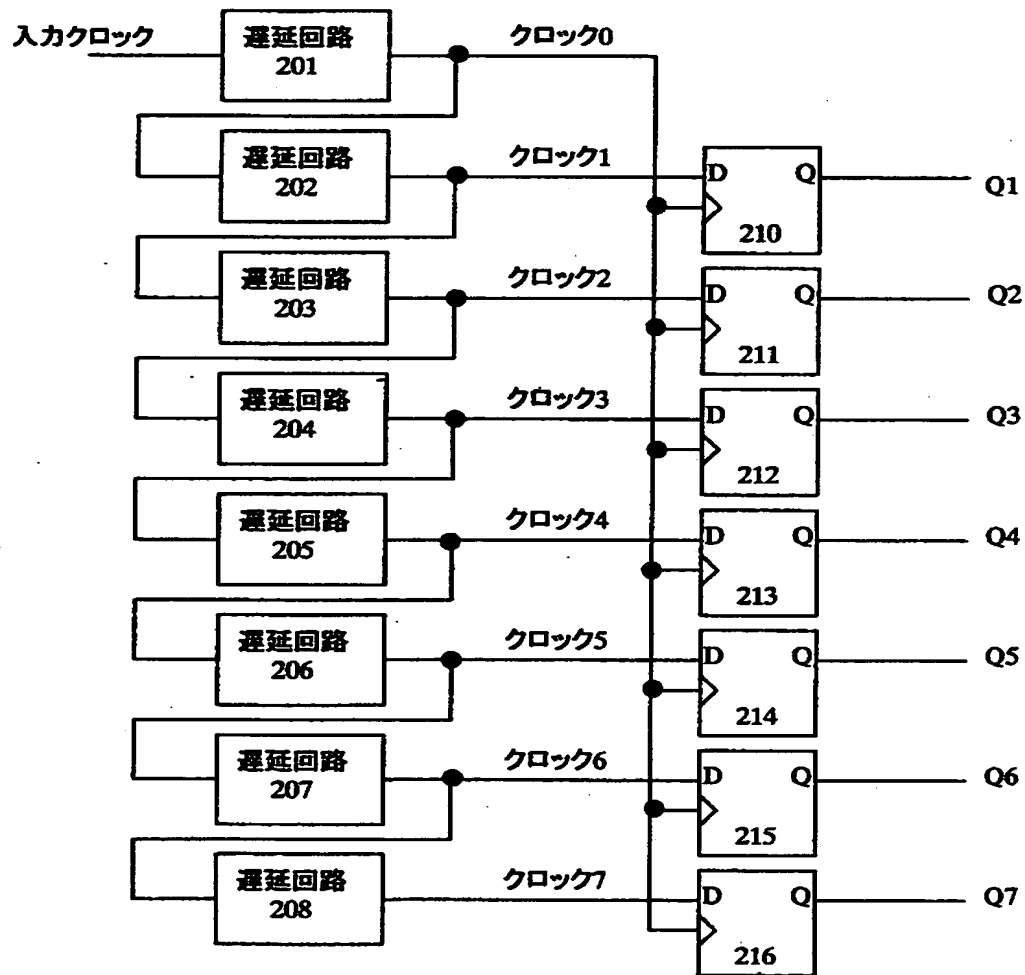 入力クロック
遅延回路
201
クロック0
遅延回路
202
クロック1
D Q
210
Q1
遅延回路
203
クロック2
D Q
211
Q2
遅延回路
204
クロック3
D Q
212
Q3
遅延回路
205
クロック4
D Q
213
Q4
遅延回路
206
クロック5
D Q
214
Q5
遅延回路
207
クロック6
D Q
215
Q6
遅延回路
208
クロック7
D Q
216
Q7